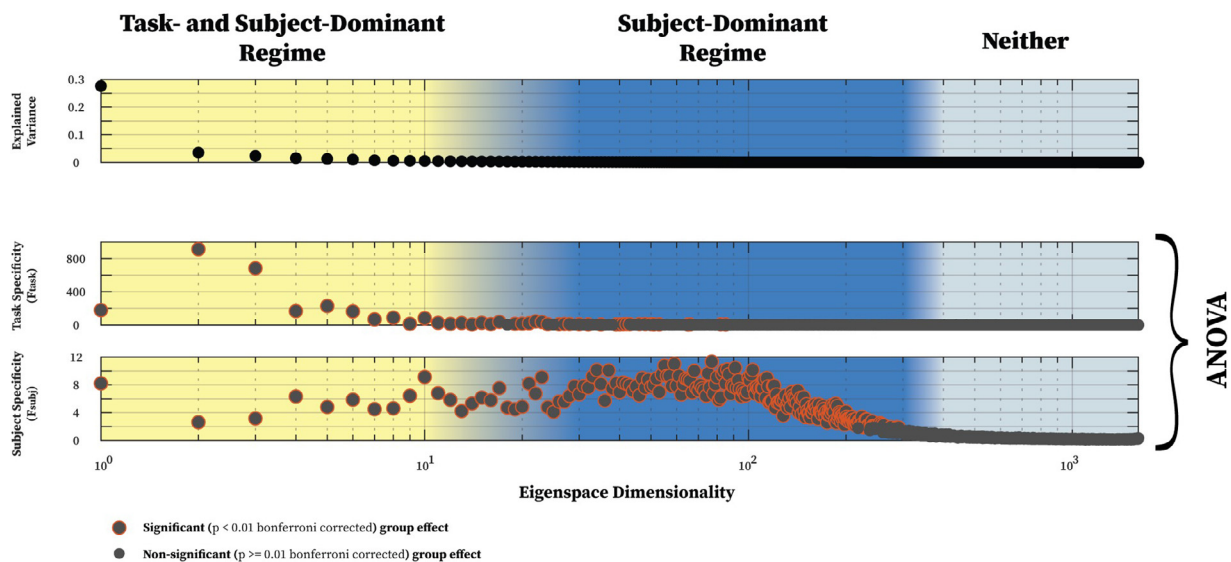 Task- and Subject-Dominant
Regime
Subject-Dominant
Regime
Neither
Explained
Variance
0.3
0.2
0.1
0
Task Specificity
(Ftask)
800
400
0
Subject Specificity
(Fsubj)
12
8
4
0
10⁰
10¹
10²
10³
Eigenspace Dimensionality
ANOVA
Significant (p < 0.01 bonferroni corrected) group effect
Non-significant (p >= 0.01 bonferroni corrected) group effect